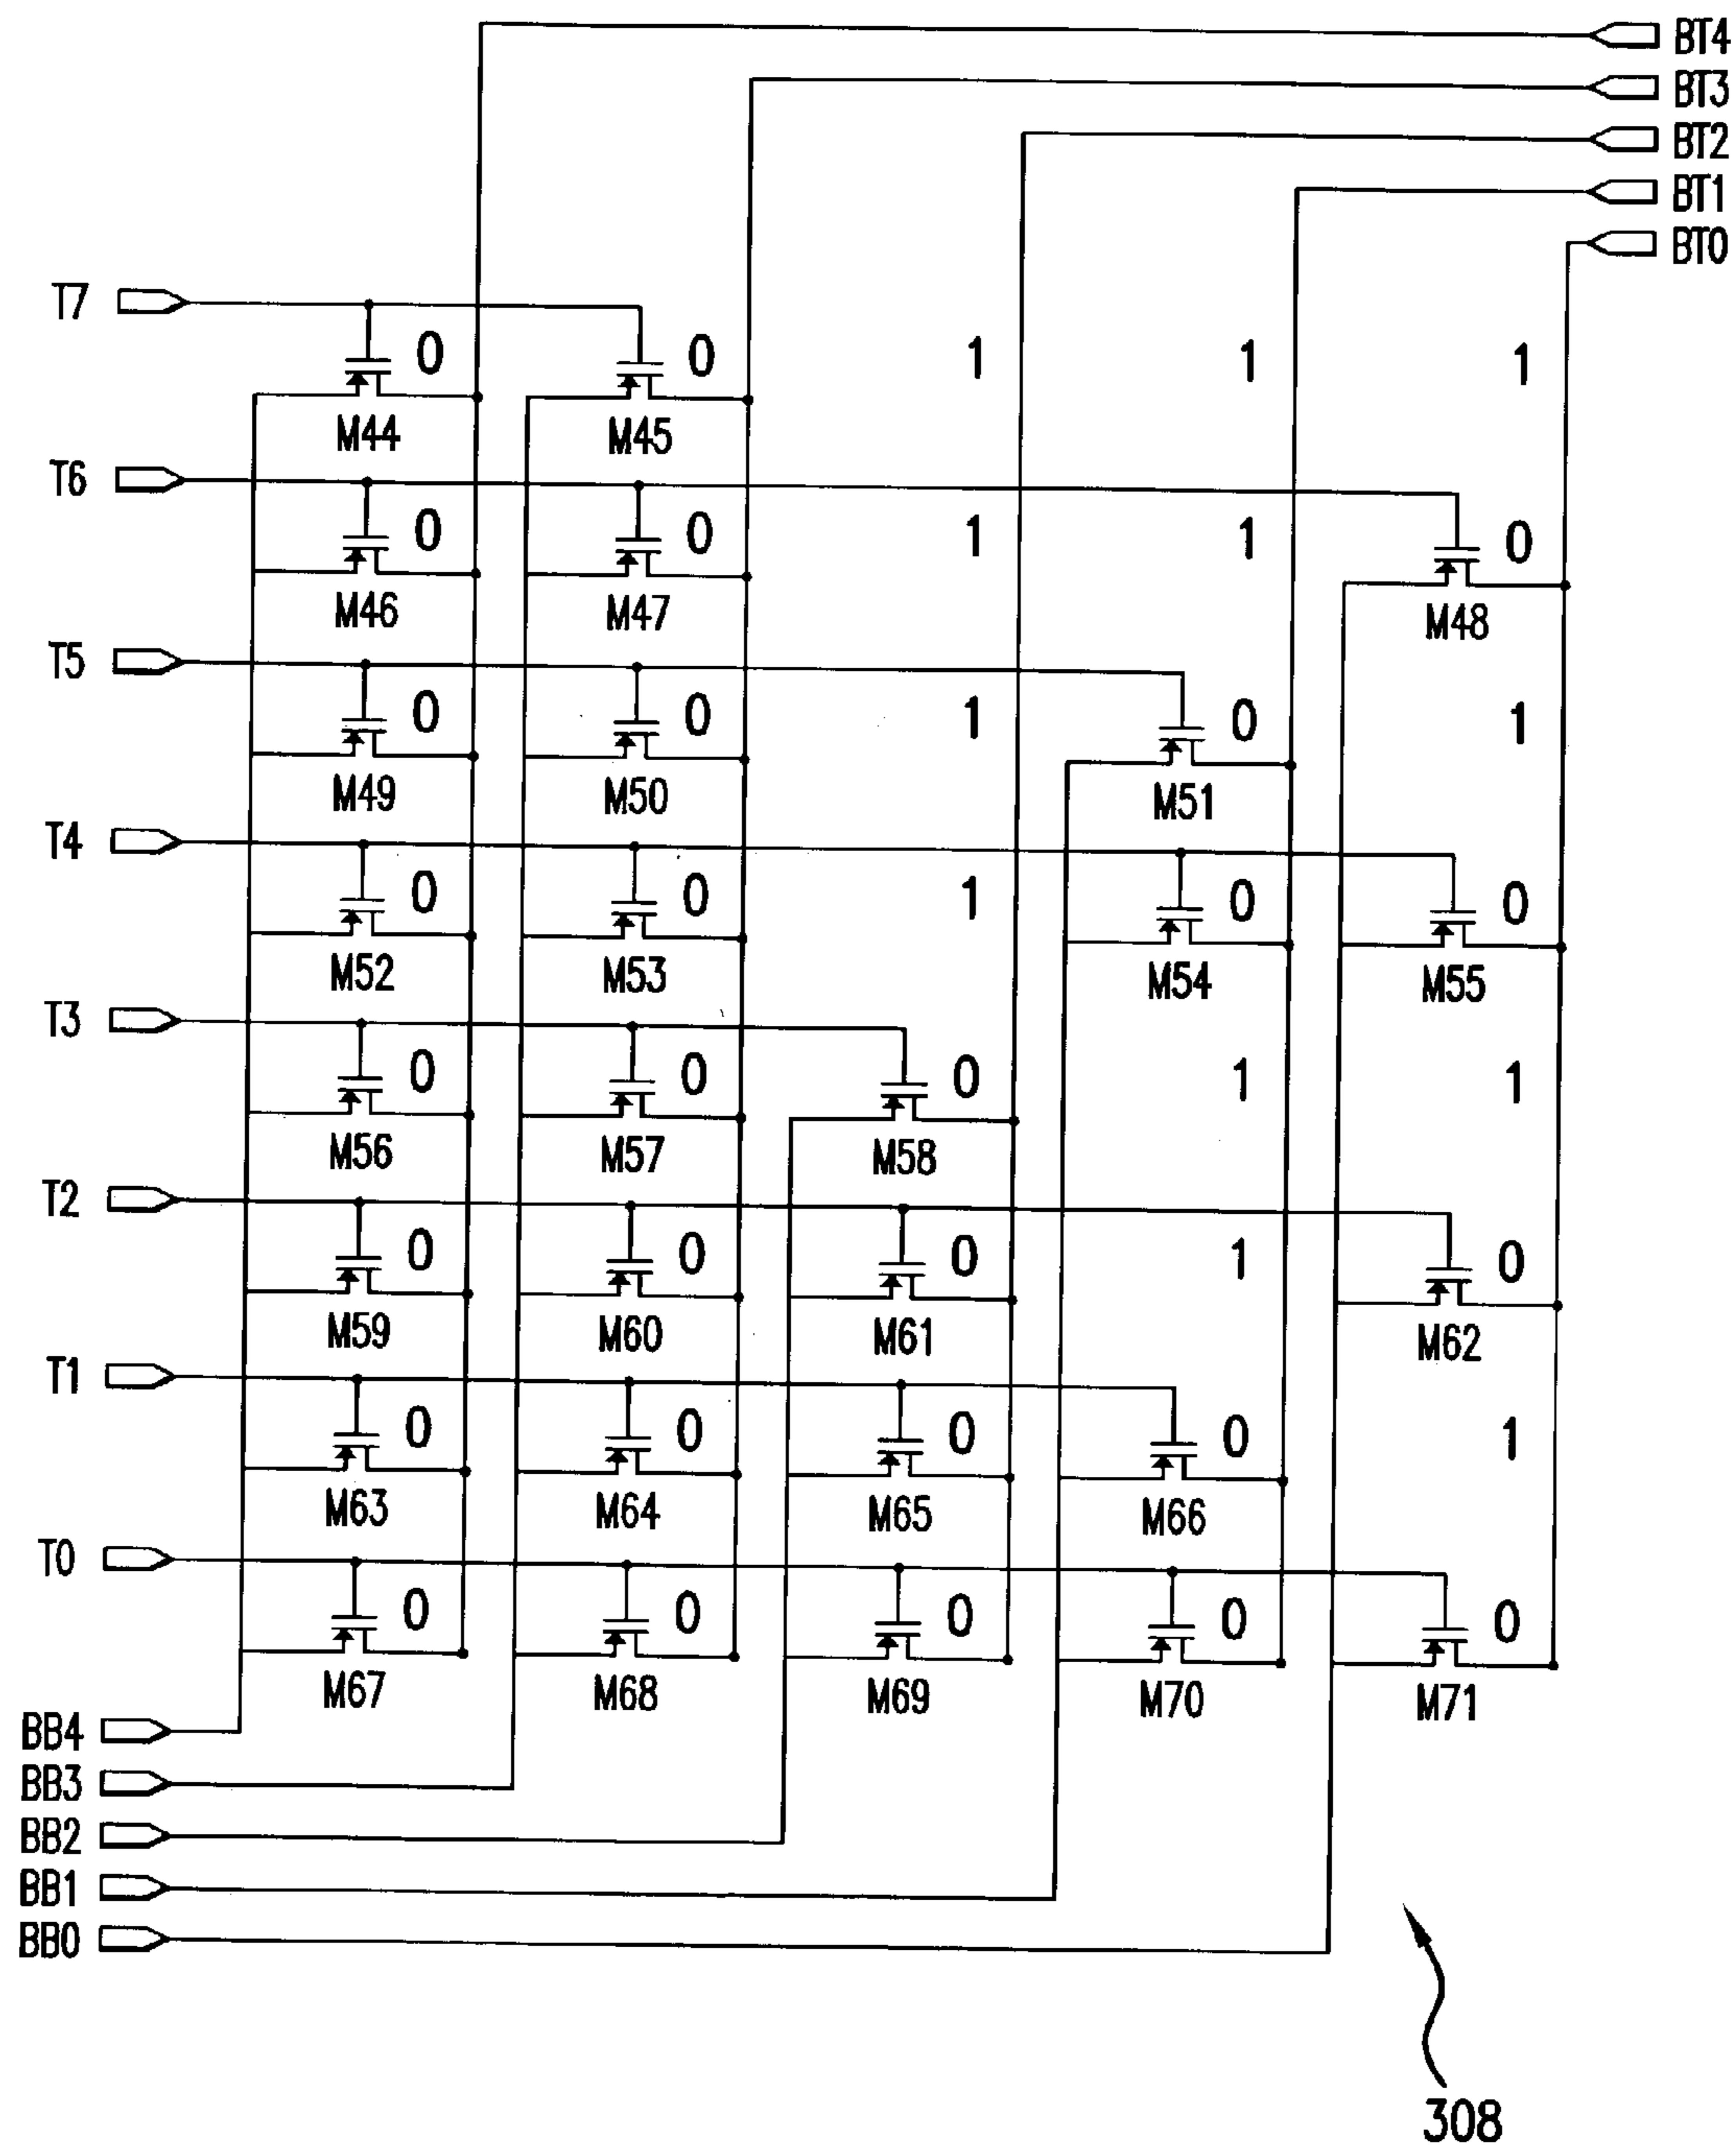 BT4
BT3
BT2
BT1
BT0
T7 0 0 1 1 1
M44 M45
T6 0 0 1 1 0
M46 M47 M48
T5 0 0 1 0 1
M49 M50 M51
T4 0 0 1 0 0
M52 M53 M54 M55
T3 0 0 0 1 1
M56 M57 M58
T2 0 0 0 1 0
M59 M60 M61 M62
T1 0 0 0 0 1
M63 M64 M65 M66
T0 0 0 0 0 0
M67 M68 M69 M70 M71
BB4
BB3
BB2
BB1
BB0
308